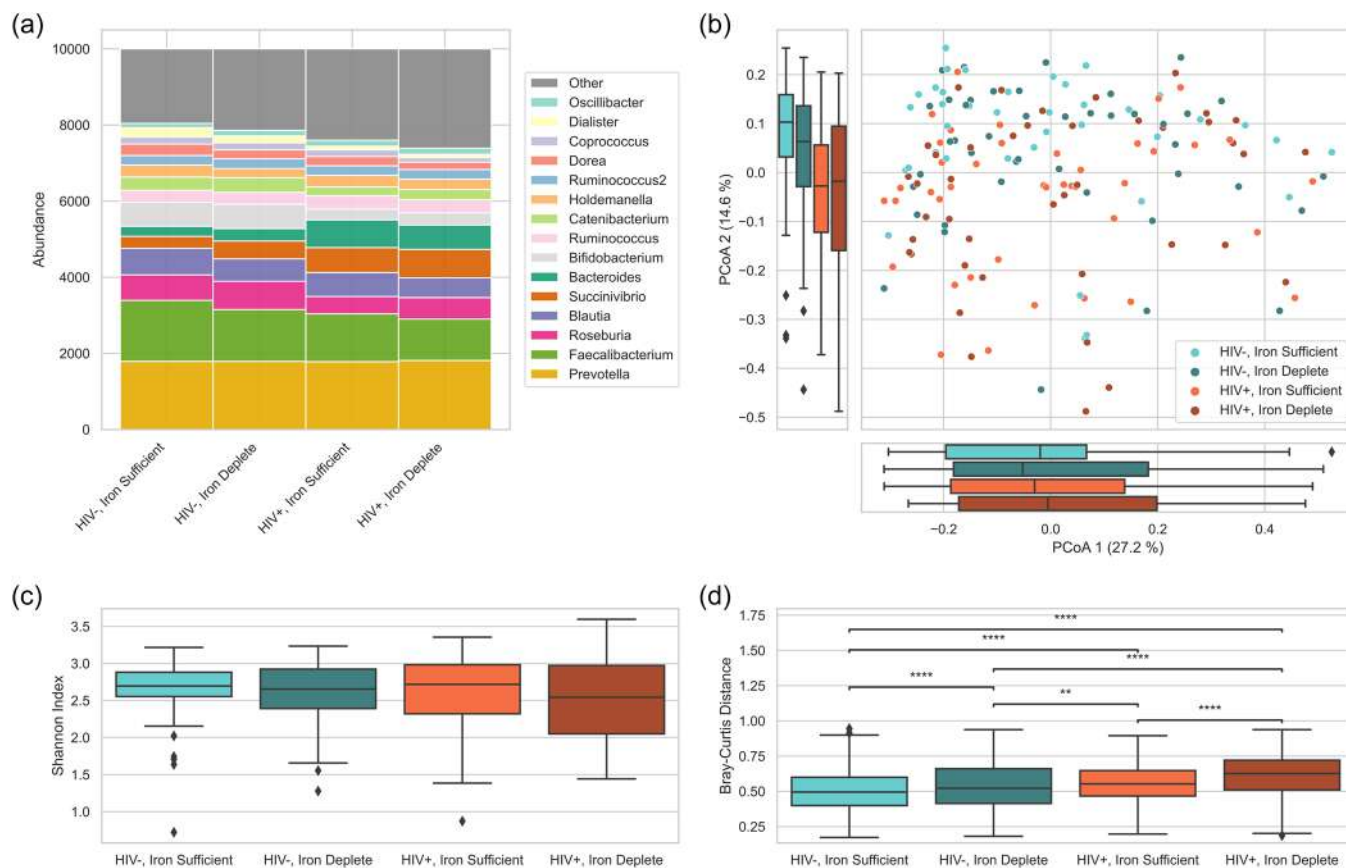 (a)
10000
8000
6000
4000
2000
0
Abundance
HIV-, Iron Sufficient
HIV-, Iron Deplete
HIV+, Iron Sufficient
HIV+, Iron Deplete
Other
Oscillibacter
Dialister
Coprococcus
Dorea
Ruminococcus2
Holdemanella
Catenibacterium
Ruminococcus
Bifidobacterium
Bacteroides
Succinivibrio
Blautia
Roseburia
Faecalibacterium
Prevotella
(b)
0.2
0.1
0.0
−0.1
−0.2
−0.3
−0.4
−0.5
PCoA 2 (14.6 %)
HIV-, Iron Sufficient
HIV-, Iron Deplete
HIV+, Iron Sufficient
HIV+, Iron Deplete
−0.2 0.0 0.2 0.4
PCoA 1 (27.2 %)
(c)
3.5
3.0
2.5
2.0
1.5
1.0
Shannon Index
HIV-, Iron Sufficient HIV-, Iron Deplete HIV+, Iron Sufficient HIV+, Iron Deplete
(d)
1.75
1.50
1.25
1.00
0.75
0.50
0.25
Bray-Curtis Distance
****
****
****
****
**
****
HIV-, Iron Sufficient HIV-, Iron Deplete HIV+, Iron Sufficient HIV+, Iron Deplete